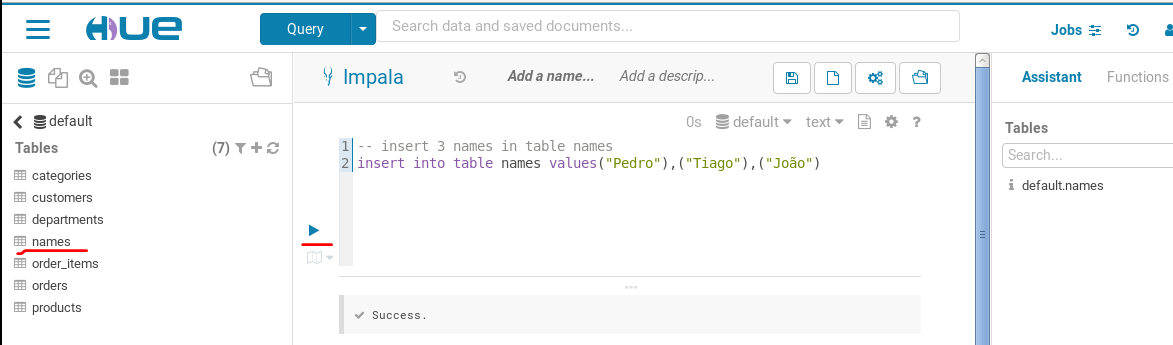 HUE
Query
Search data and saved documents...
Jobs
default
Tables
(7)
categories
customers
departments
names
order_items
orders
products
Impala
Add a name...
Add a descrip...
0s
default
text
?
1 -- insert 3 names in table names
2 insert into table names values("Pedro"),("Tiago"),("João")
Success.
Assistant
Functions
Tables
Search...
default.names